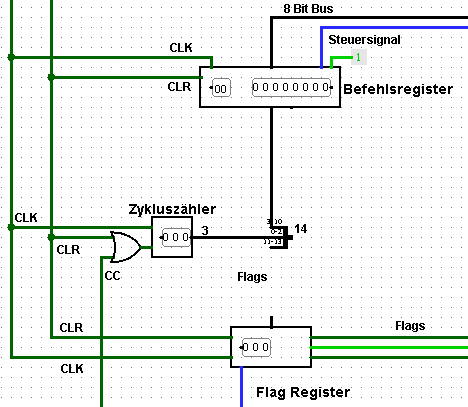 8 Bit Bus
Steuersignal
CLK
1
CLR
00
00000000
Befehlsregister
Zykluszähler
CLK
000
3
3-10
0-2
11-13
14
CLR
CC
Flags
CLR
Flags
000
CLK
Flag Register